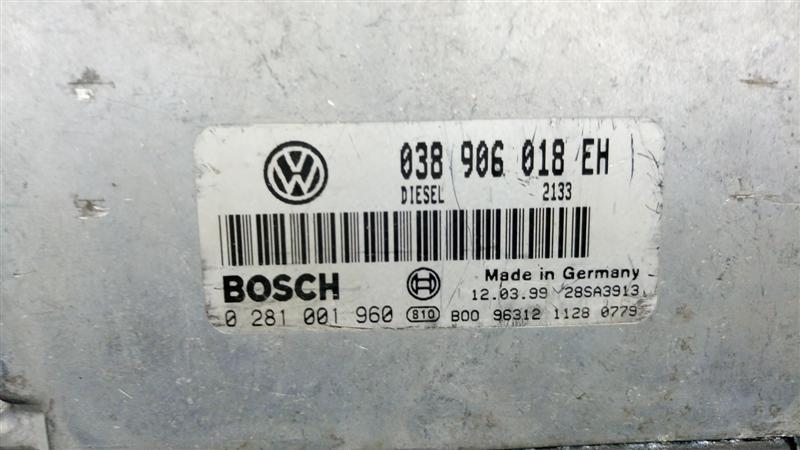 038 906 018 EH
DIESEL 2133
BOSCH
Made in Germany
12.03.99 28SA3913
0 281 001 960 810 B00 96312 1128 0779